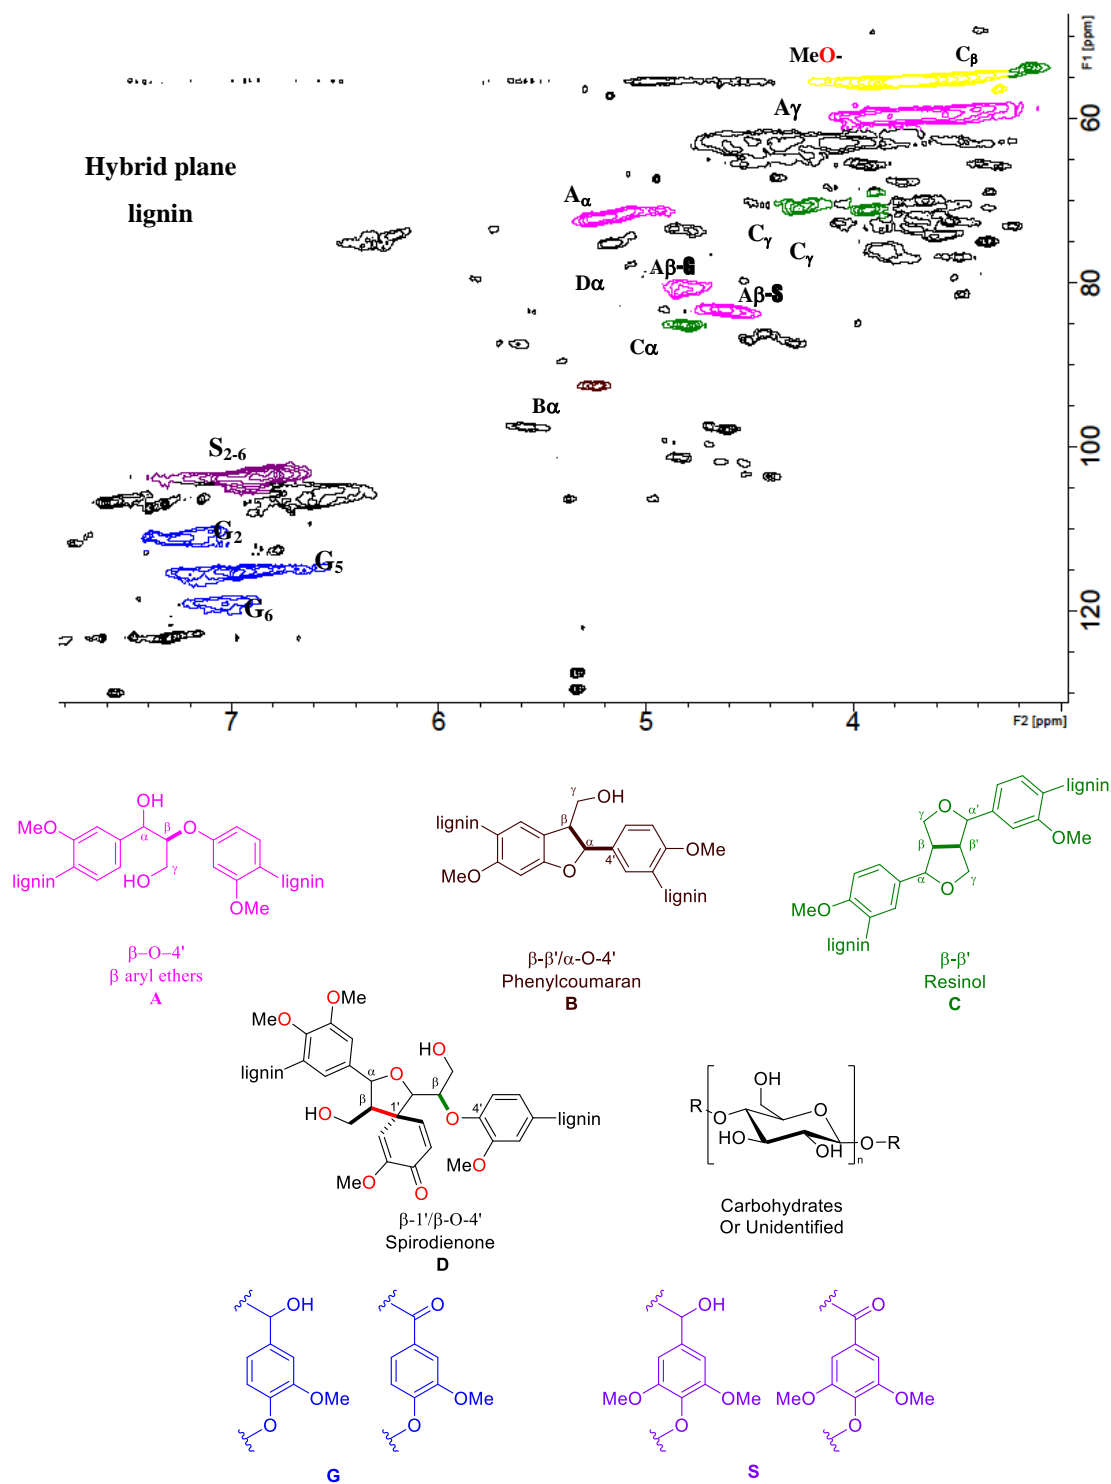 MeO-
Cβ
F1 [ppm]
Aγ
60
Hybrid plane
lignin
Aα
Cγ
Cγ
Aβ-G
Dα
80
Aβ-S
Cα
Bα
100
S2-6
G2
G5
G6
120
7
6
5
4
F2 [ppm]
OH
MeO
β
α
O
γ
HO
lignin
lignin
OMe
β–O–4'
β aryl ethers
A
γ
OH
lignin
β
α
4'
MeO
O
OMe
lignin
β-β'/α-O-4'
Phenylcoumaran
B
lignin
O
γ
α'
OMe
β
β'
α
γ
O
MeO
lignin
β-β'
Resinol
C
OMe
MeO
HO
lignin
α
O
β
β
4'
1'
HO
O
lignin
MeO
MeO
O
β-1'/β-O-4'
Spirodienone
D
OH
R
O
O
HO
OH
H
O–R
n
Carbohydrates
Or Unidentified
OH
O
OMe
OMe
O
O
G
OH
O
MeO
OMe
MeO
OMe
O
O
S